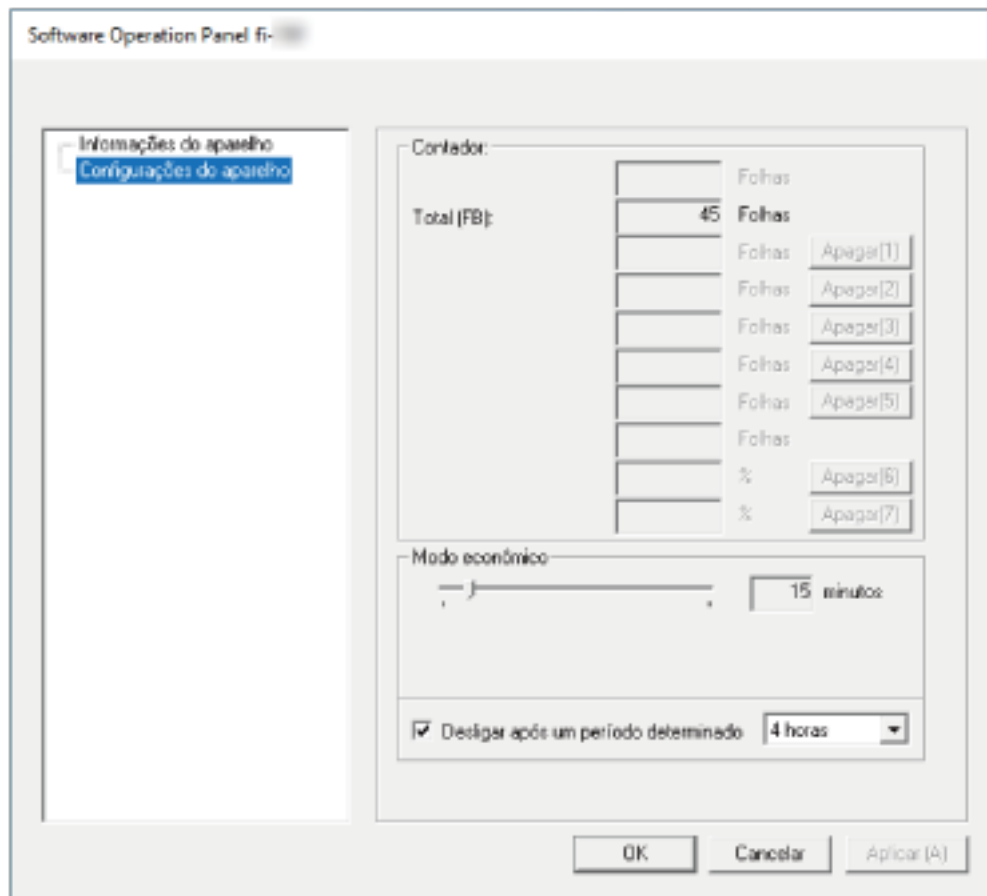 Software Operation Panel fi-
Informações do aparelho
Configurações do aparelho
Contador:
Folhas
Total (FB): 45 Folhas
Folhas Apagar(1)
Folhas Apagar(2)
Folhas Apagar(3)
Folhas Apagar(4)
Folhas Apagar(5)
Folhas
% Apagar(6)
% Apagar(7)
Modo econômico
15 minutos
Desligar após um período determinado 4 horas
OK Cancelar Aplicar (A)